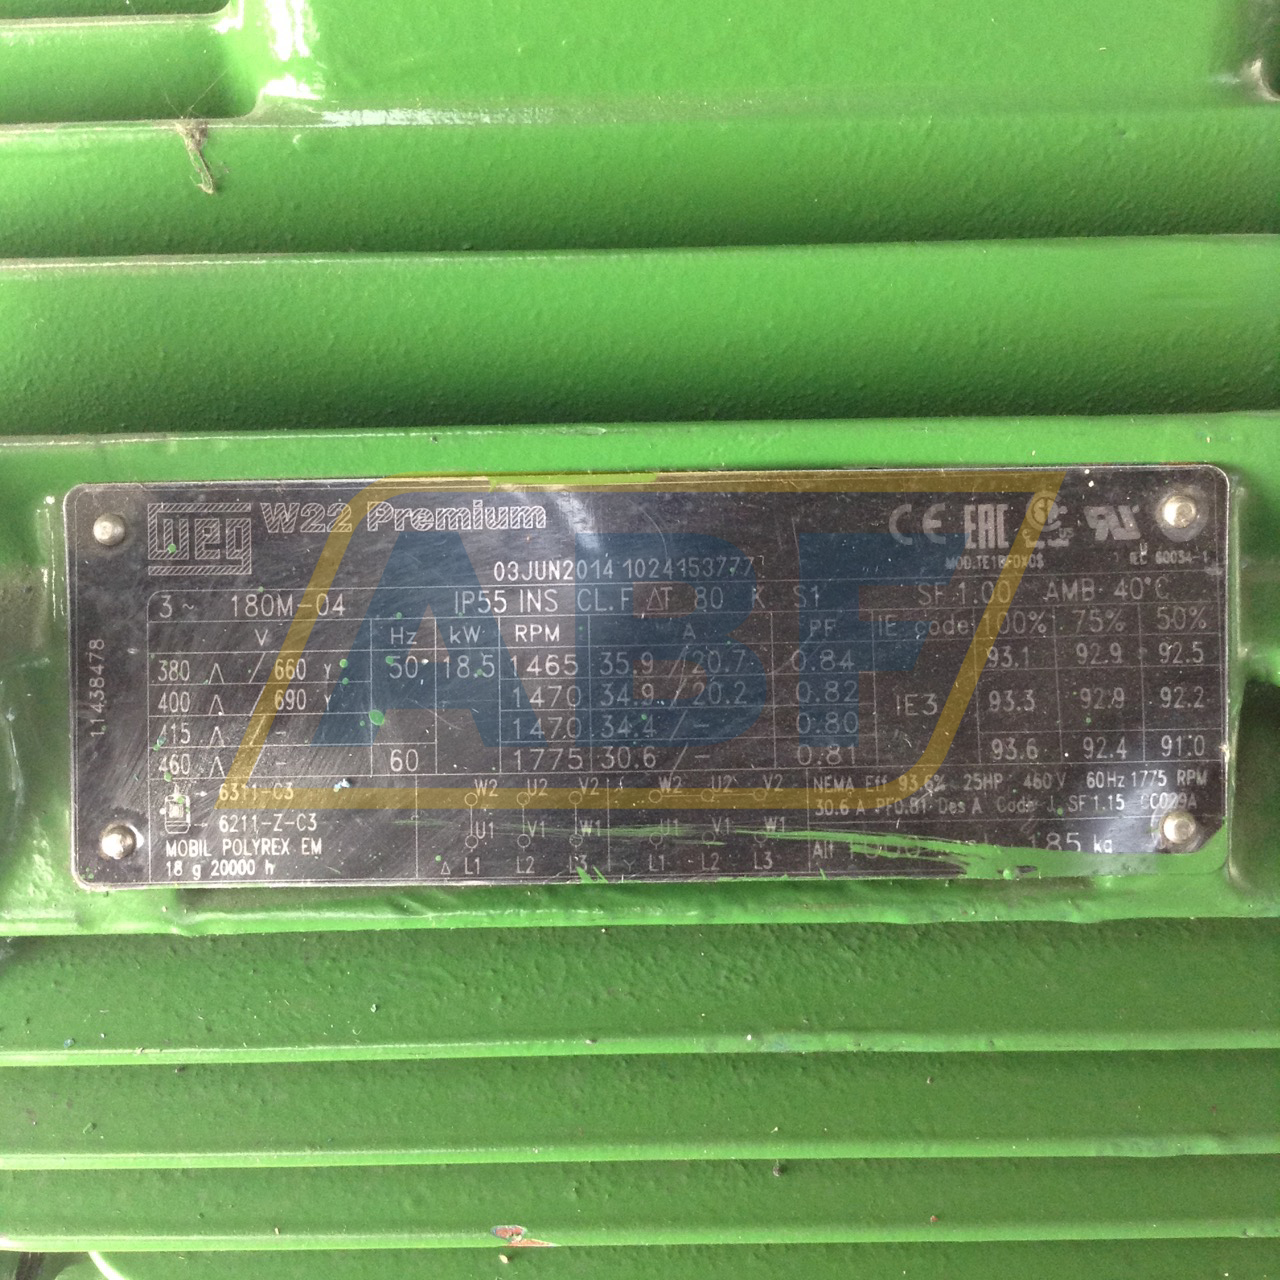 WEG W22 Premium
CE EAC
MOD.TE1BF0X0$
IEC 60034-1
03JUN2014 1024153777
3~ 180M-04 IP55 INS CL.F ΔT 80 K S1 SF 1.00 AMB 40°C
V Hz kW RPM A PF IE code 100% 75% 50%
380 Δ / 660 Y 50 18.5 1465 35.9 / 20.7 0.84 93.1 92.9 92.5
400 Δ / 690 Y 1470 34.9 / 20.2 0.82 IE3 93.3 92.9 92.2
415 Δ / - 1470 34.4 / - 0.80
460 Δ - 60 1775 30.6 / - 0.81 93.6 92.4 91.0
6311-C3
6211-Z-C3
MOBIL POLYREX EM
18 g 20000 h
W2 U2 V2
U1 V1 W1
Δ L1 L2 L3
W2 U2 V2
U1 V1 W1
Y L1 L2 L3
NEMA Eff 93.6% 25HP 460V 60Hz 1775 RPM
30.6 A PF0.81 Des A Code J SF1.15 CC029A
Alt 185 kg
L1438478
ABF